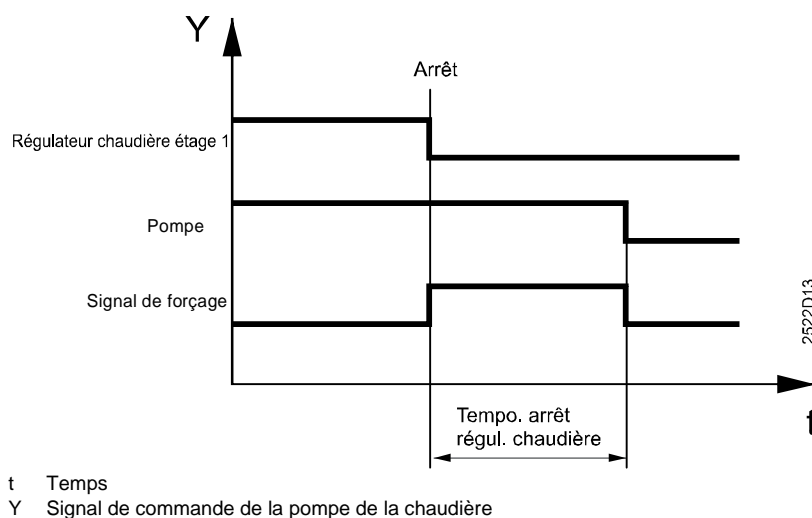 Y
Arrêt
Régulateur chaudière étage 1
Pompe
Signal de forçage
2522D13
Tempo. arrêt
régul. chaudière
t
t Temps
Y Signal de commande de la pompe de la chaudière